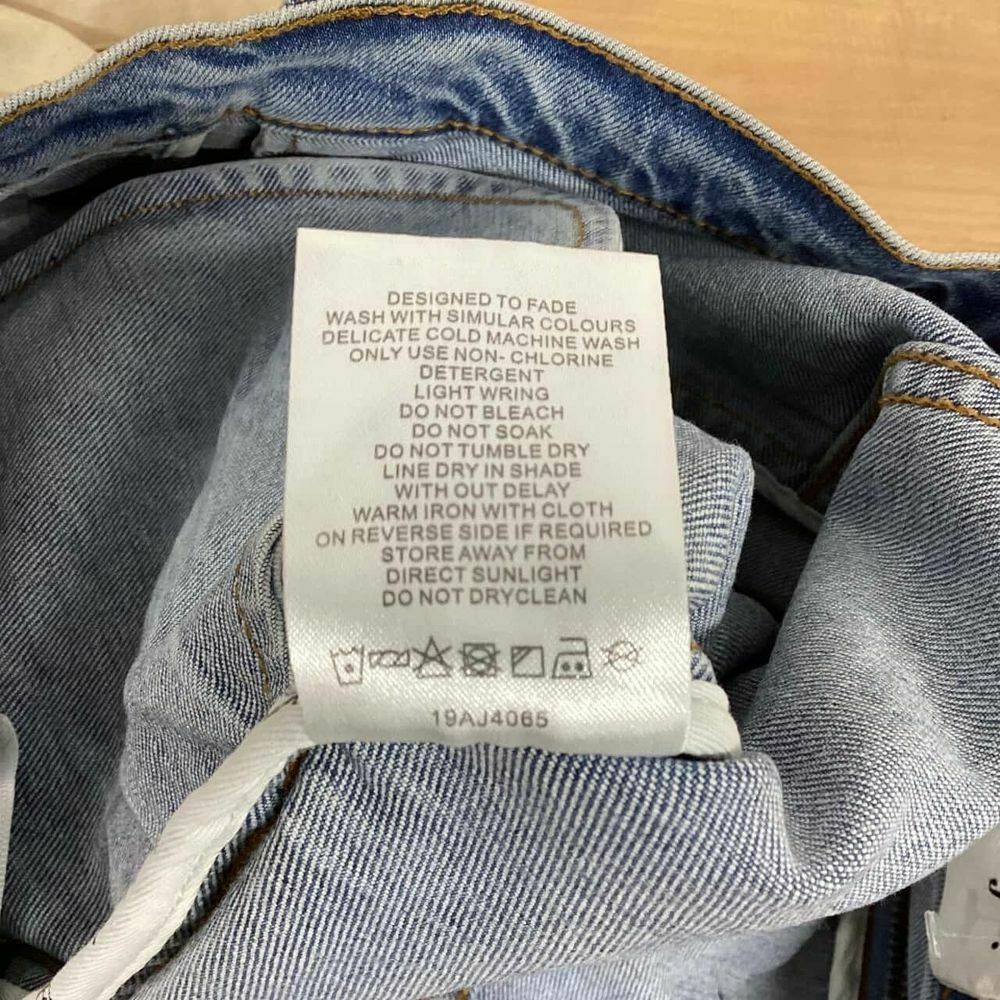 DESIGNED TO FADE
WASH WITH SIMULAR COLOURS
DELICATE COLD MACHINE WASH
ONLY USE NON- CHLORINE
DETERGENT
LIGHT WRING
DO NOT BLEACH
DO NOT SOAK
DO NOT TUMBLE DRY
LINE DRY IN SHADE
WITH OUT DELAY
WARM IRON WITH CLOTH
ON REVERSE SIDE IF REQUIRED
STORE AWAY FROM
DIRECT SUNLIGHT
DO NOT DRYCLEAN
19AJ4065